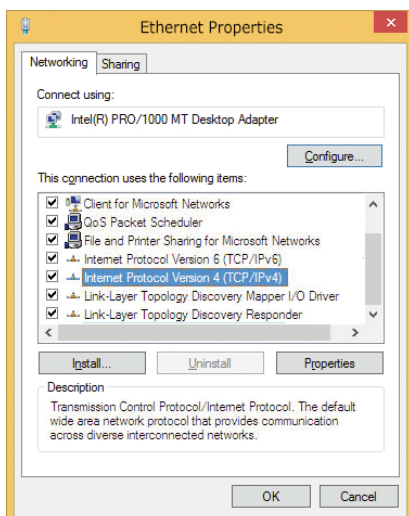 Ethernet Properties
Networking Sharing
Connect using:
Intel(R) PRO/1000 MT Desktop Adapter
Configure...
This connection uses the following items:
Client for Microsoft Networks
QoS Packet Scheduler
File and Printer Sharing for Microsoft Networks
Internet Protocol Version 6 (TCP/IPv6)
Internet Protocol Version 4 (TCP/IPv4)
Link-Layer Topology Discovery Mapper I/O Driver
Link-Layer Topology Discovery Responder
Install... Uninstall Properties
Description
Transmission Control Protocol/Internet Protocol. The default
wide area network protocol that provides communication
across diverse interconnected networks.
OK Cancel